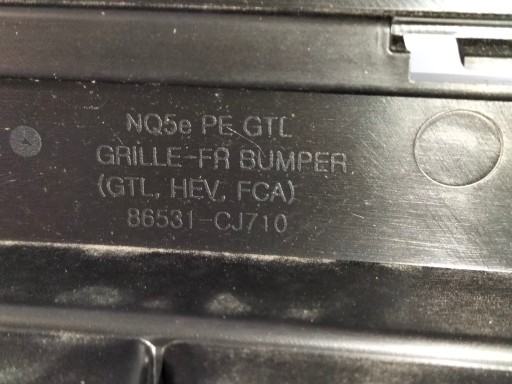 NQ5e PE GTL
GRILLE-FR BUMPER
(GTL, HEV, FCA)
86531-CJ710